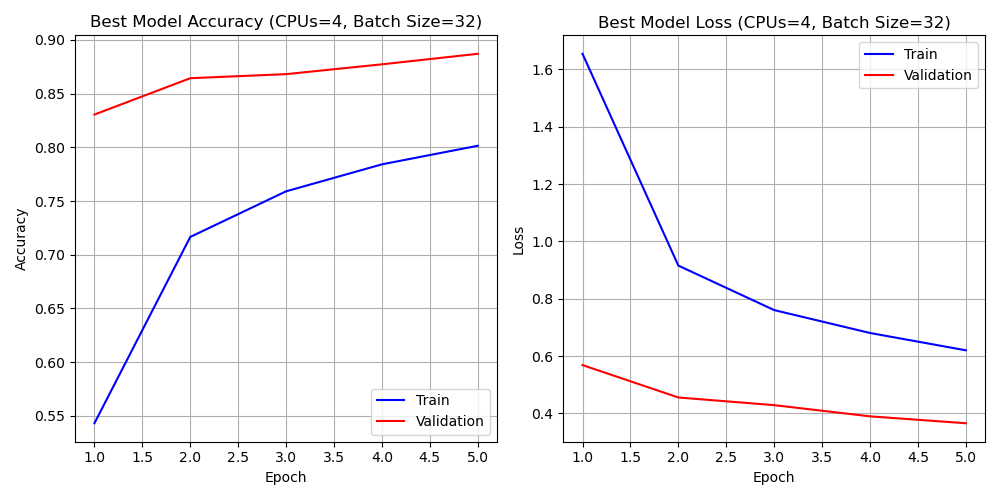 Best Model Accuracy (CPUs=4, Batch Size=32)
0.90
0.85
0.80
0.75
0.70
0.65
0.60
0.55
Accuracy
Train
Validation
1.0 1.5 2.0 2.5 3.0 3.5 4.0 4.5 5.0
Epoch
Best Model Loss (CPUs=4, Batch Size=32)
Train
Validation
1.6
1.4
1.2
1.0
0.8
0.6
0.4
Loss
1.0 1.5 2.0 2.5 3.0 3.5 4.0 4.5 5.0
Epoch